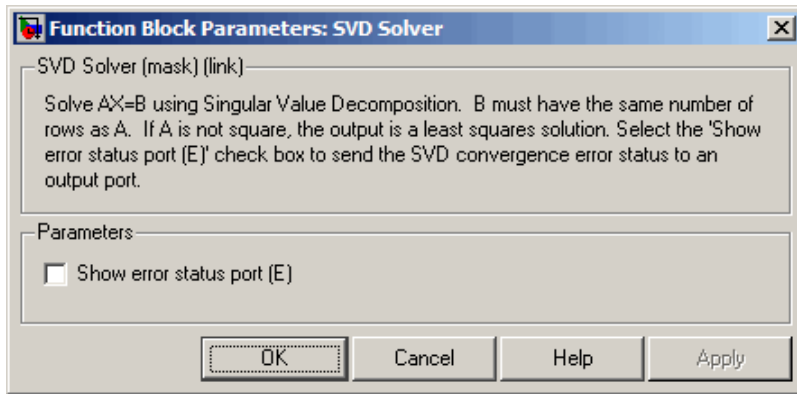 Function Block Parameters: SVD Solver
SVD Solver (mask) (link)
Solve AX=B using Singular Value Decomposition.  B must have the same number of
rows as A.  If A is not square, the output is a least squares solution. Select the 'Show
error status port (E)' check box to send the SVD convergence error status to an
output port.
Parameters
Show error status port (E)
OK
Cancel
Help
Apply